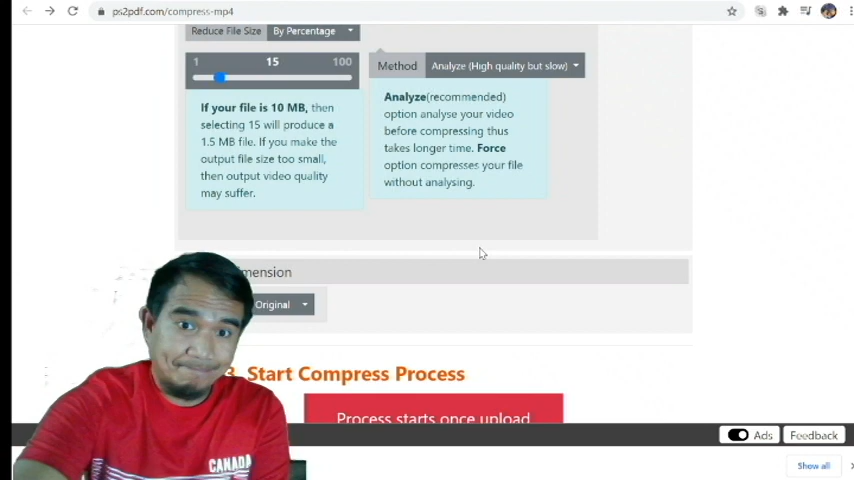 ps2pdf.com/compress-mp4
Reduce File Size By Percentage
1 15 100
If your file is 10 MB, then
selecting 15 will produce a
1.5 MB file. If you make the
output file size too small,
then output video quality
may suffer.
Method Analyze (High quality but slow)
Analyze(recommended)
option analyse your video
before compressing thus
takes longer time. Force
option compresses your file
without analysing.
mension
Original
3. Start Compress Process
Process starts once upload
Ads Feedback
CANADA
Show all